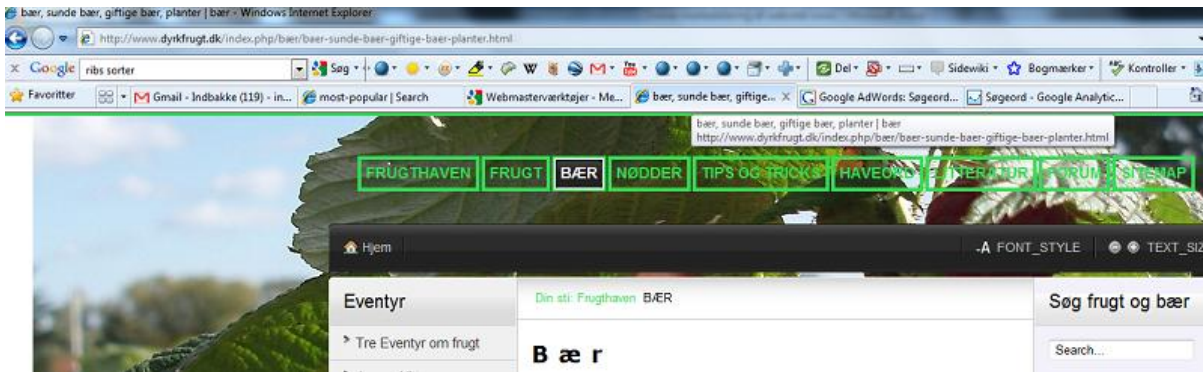 bær, sunde bær, giftige bær, planter | bær - Windows Internet Explorer
http://www.dyrkfrugt.dk/index.php/bær/baer-sunde-baer-giftige-baer-planter.html
x Google ribs sorter Søg Del Sidewiki Bogmærker Kontroller
Favoritter Gmail - Indbakke (119) - in... most-popular | Search Webmasterværktøjer - Me... bær, sunde bær, giftige... X Google AdWords: Søgeord... Søgeord - Google Analytic...
bær, sunde bær, giftige bær, planter | bær
http://www.dyrkfrugt.dk/index.php/bær/baer-sunde-baer-giftige-baer-planter.html
FRUGTHAVEN FRUGT BÆR NØDDER TIPS OG TRICKS HAVEORD LITTERATUR FORUM SITEMAP
Hjem -A FONT_STYLE TEXT_SIZ
Eventyr Din sti: Frugthaven BÆR Søg frugt og bær
Tre Eventyr om frugt
Bær
Search...